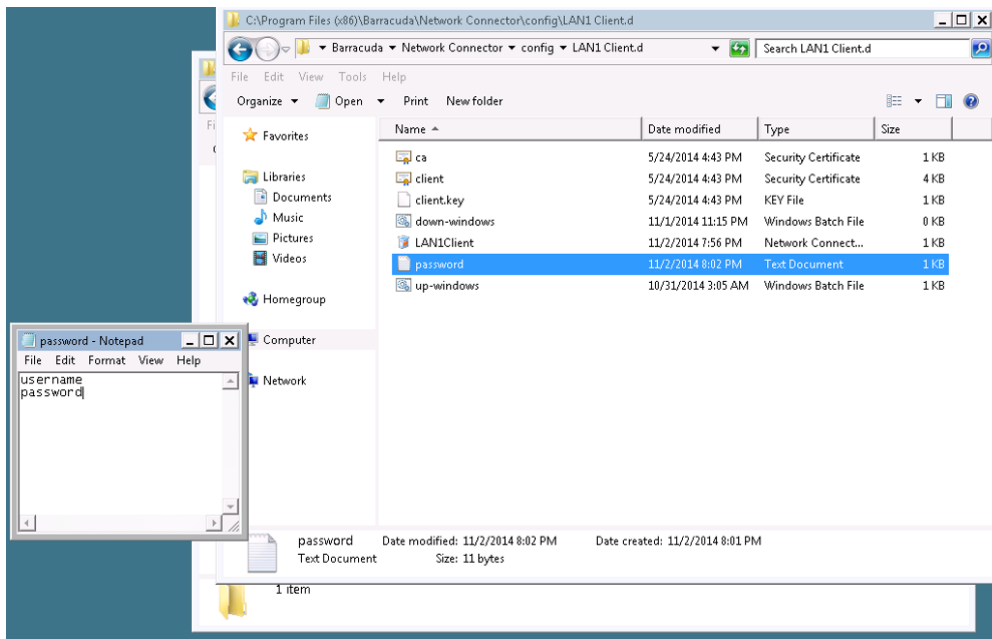 C:\Program Files (x86)\Barracuda\Network Connector\config\LAN1 Client.d
Barracuda Network Connector config LAN1 Client.d Search LAN1 Client.d
File Edit View Tools Help
Organize Open Print New folder
Fi
Favorites
Libraries
Documents
Music
Pictures
Videos
Homegroup
Computer
Network
Name Date modified Type Size
ca 5/24/2014 4:43 PM Security Certificate 1 KB
client 5/24/2014 4:43 PM Security Certificate 4 KB
client.key 5/24/2014 4:43 PM KEY File 1 KB
down-windows 11/1/2014 11:15 PM Windows Batch File 0 KB
LAN1Client 11/2/2014 7:56 PM Network Connect... 1 KB
password 11/2/2014 8:02 PM Text Document 1 KB
up-windows 10/31/2014 3:05 AM Windows Batch File 1 KB
password - Notepad
File Edit Format View Help
username
password
password Date modified: 11/2/2014 8:02 PM Date created: 11/2/2014 8:01 PM
Text Document Size: 11 bytes
1 item